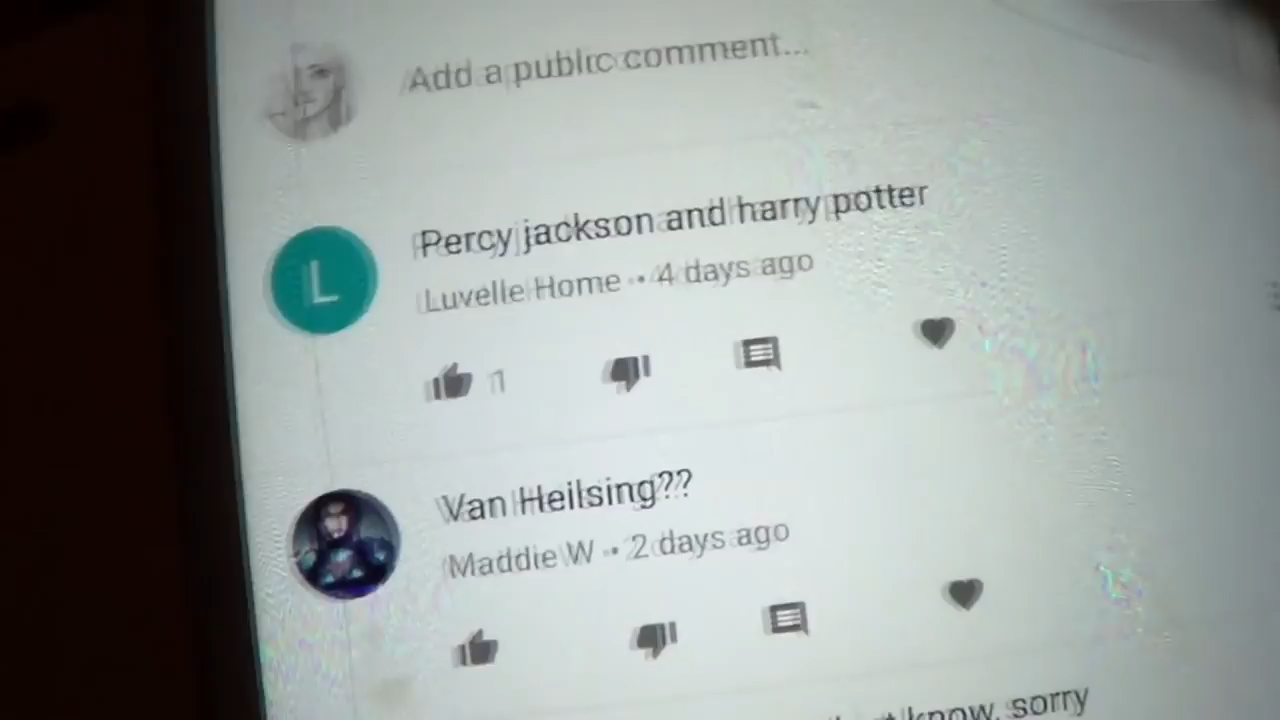 Add a public comment...
Percy jackson and harry potter
L
Luvelle Home • 4 days ago
1
Van Heilsing??
Maddie W • 2 days ago
know, sorry